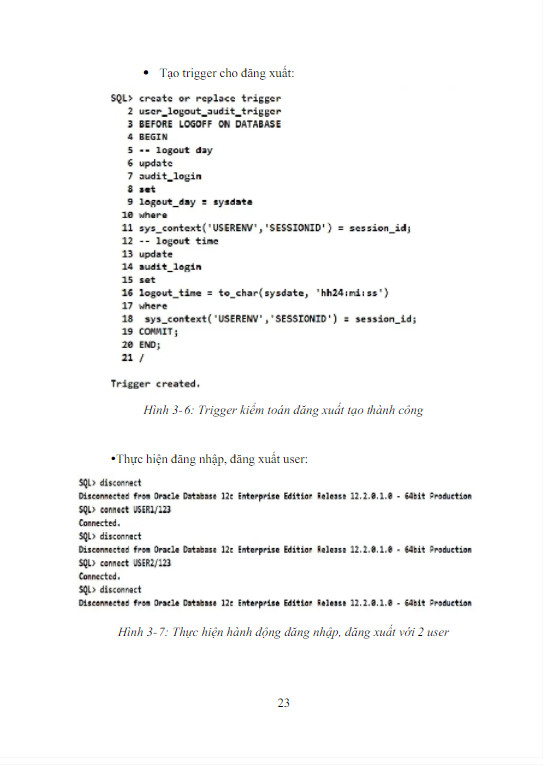 • Tạo trigger cho đăng xuất:
SQL> create or replace trigger
2 user_logout_audit_trigger
3 BEFORE LOGOFF ON DATABASE
4 BEGIN
5 -- logout day
6 update
7 audit_login
8 set
9 logout_day = sysdate
10 where
11 sys_context('USERENV','SESSIONID') = session_id;
12 -- logout time
13 update
14 audit_login
15 set
16 logout_time = to_char(sysdate, 'hh24:mi:ss')
17 where
18 sys_context('USERENV','SESSIONID') = session_id;
19 COMMIT;
20 END;
21 /
Trigger created.
Hình 3-6: Trigger kiểm toán đăng xuất tạo thành công
•Thực hiện đăng nhập, đăng xuất user:
SQL> disconnect
Disconnected from Oracle Database 12c Enterprise Edition Release 12.2.0.1.0 - 64bit Production
SQL> connect USER1/123
Connected.
SQL> disconnect
Disconnected from Oracle Database 12c Enterprise Edition Release 12.2.0.1.0 - 64bit Production
SQL> connect USER2/123
Connected.
SQL> disconnect
Disconnected from Oracle Database 12c Enterprise Edition Release 12.2.0.1.0 - 64bit Production
Hình 3-7: Thực hiện hành động đăng nhập, đăng xuất với 2 user
23